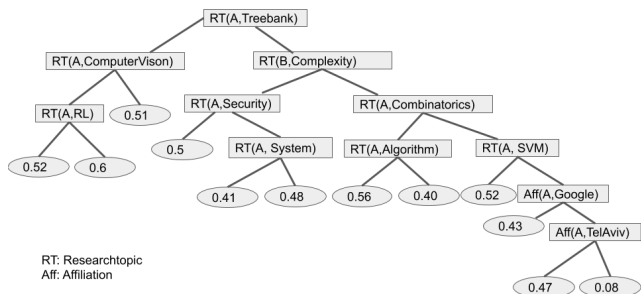 RT(A,Treebank)
RT(A,ComputerVison)
RT(B,Complexity)
RT(A,RL)
0.51
RT(A,Security)
RT(A,Combinatorics)
0.52
0.6
0.5
RT(A, System)
RT(A,Algorithm)
RT(A, SVM)
0.41
0.48
0.56
0.40
0.52
Aff(A,Google)
0.43
Aff(A,TelAviv)
0.47
0.08
RT: Researchtopic
Aff: Affiliation